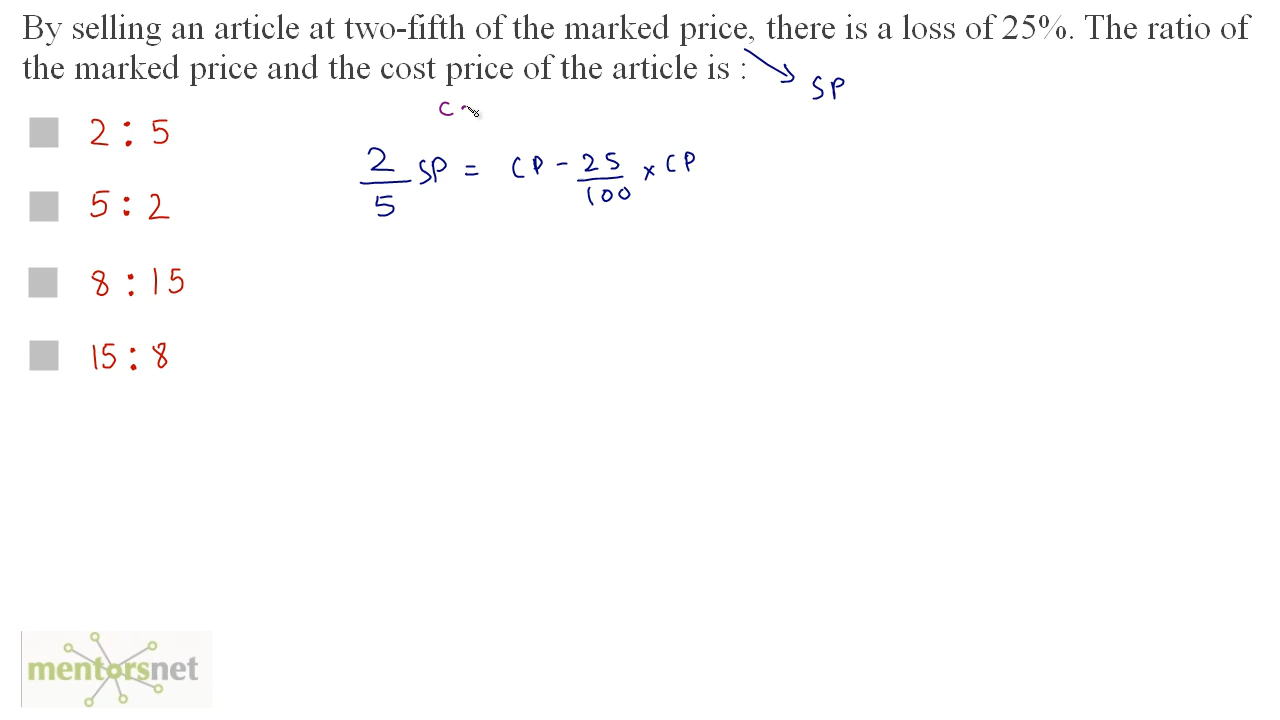 By selling an article at two-fifth of the marked price, there is a loss of 25%. The ratio of
the marked price and the cost price of the article is :
SP
C
2 : 5
2/5 SP = CP - 25/100 x CP
5 : 2
8 : 15
15 : 8
mentorsnet